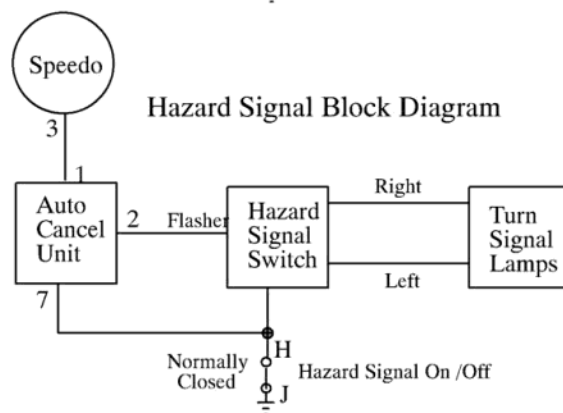 Speedo
3
Hazard Signal Block Diagram
1
Auto
Cancel
Unit
2
Flasher
Hazard
Signal
Switch
Right
Left
Turn
Signal
Lamps
7
H
Normally
Closed
Hazard Signal On /Off
J